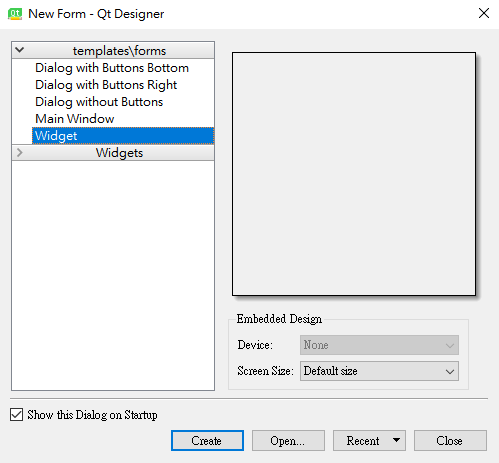 Qt
New Form - Qt Designer
templates\forms
Dialog with Buttons Bottom
Dialog with Buttons Right
Dialog without Buttons
Main Window
Widget
Widgets
Embedded Design
Device: None
Screen Size: Default size
Show this Dialog on Startup
Create Open... Recent Close